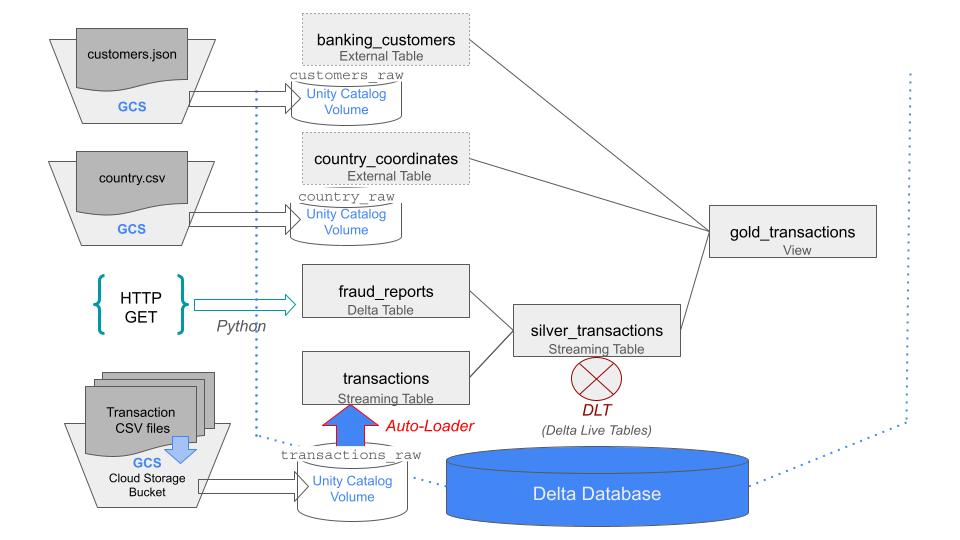 customers.json
GCS
banking_customers
External Table
customers_raw
Unity Catalog
Volume
country.csv
GCS
country_coordinates
External Table
country_raw
Unity Catalog
Volume
gold_transactions
View
HTTP
GET
Python
fraud_reports
Delta Table
silver_transactions
Streaming Table
transactions
Streaming Table
DLT
(Delta Live Tables)
Auto-Loader
Transaction
CSV files
GCS
Cloud Storage
Bucket
transactions_raw
Unity Catalog
Volume
Delta Database